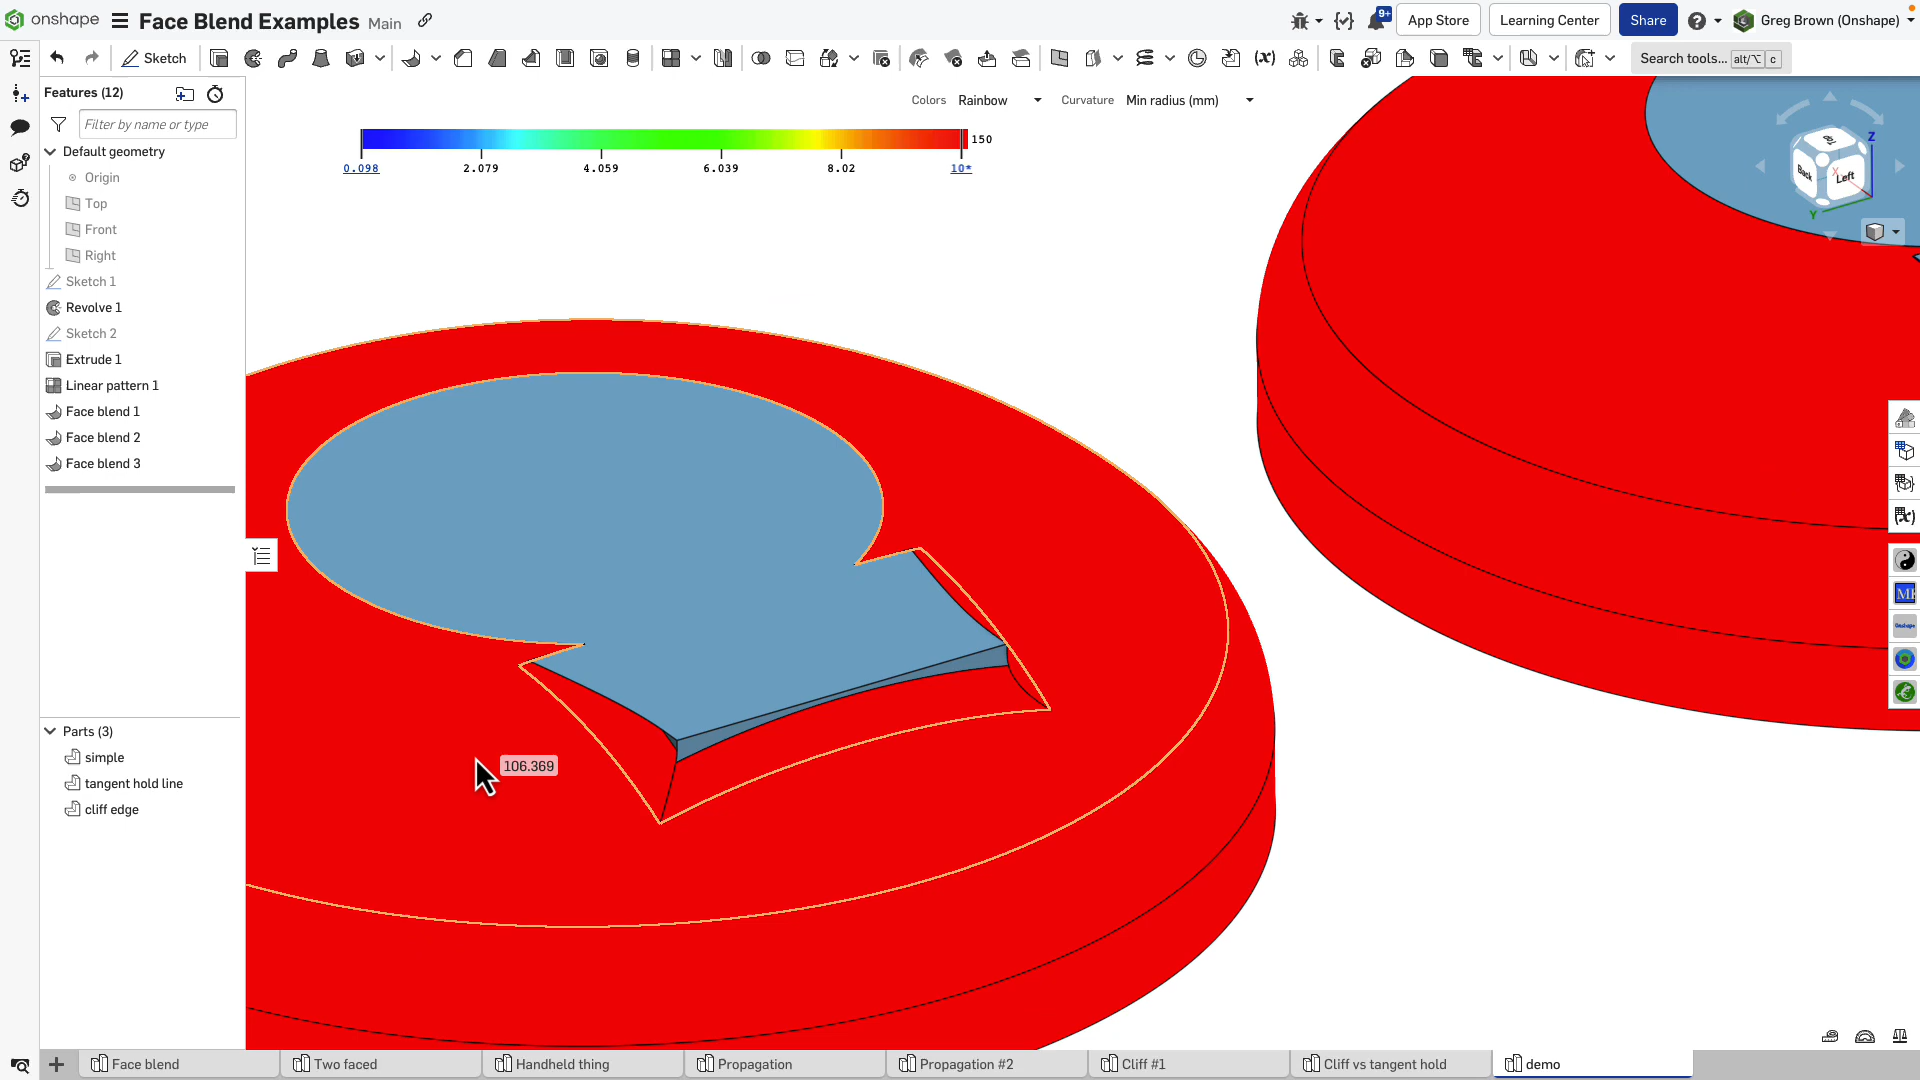 onshape Face Blend Examples Main
9+ App Store Learning Center Share Greg Brown (Onshape)
Sketch
(x)
Search tools... alt/⌥ c
Features (12)
Filter by name or type
Default geometry
Origin
Top
Front
Right
Sketch 1
Revolve 1
Sketch 2
Extrude 1
Linear pattern 1
Face blend 1
Face blend 2
Face blend 3
Parts (3)
simple
tangent hold line
cliff edge
Colors Rainbow Curvature Min radius (mm)
150
0.098 2.079 4.059 6.039 8.02 10*
106.369
Z
Top
Back
X
Left
Y
(x)
Onshape
Face blend
Two faced
Handheld thing
Propagation
Propagation #2
Cliff #1
Cliff vs tangent hold
demo